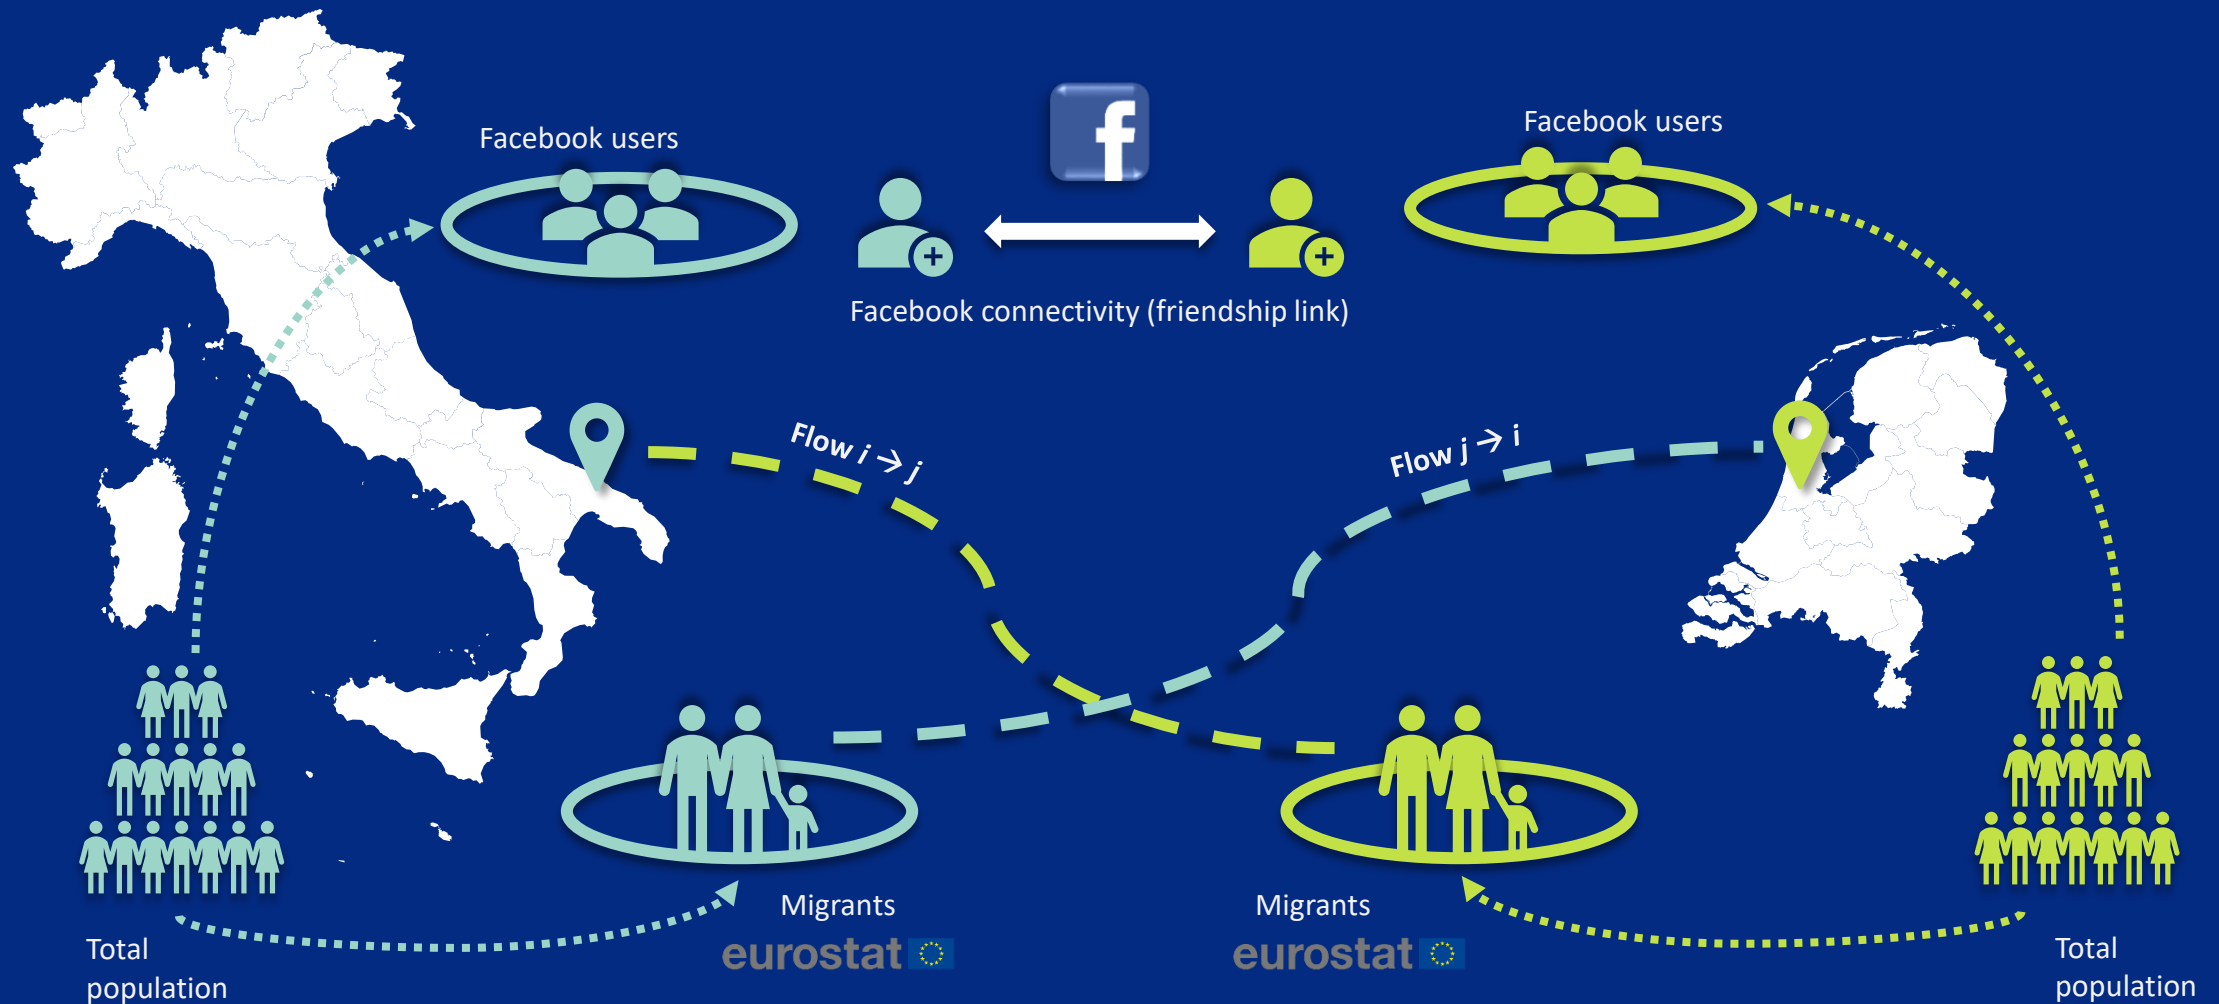 Facebook users
f
Facebook users
Facebook connectivity (friendship link)
Flow i → j
Flow j → i
Migrants
eurostat
Migrants
eurostat
Total
population
Total
population